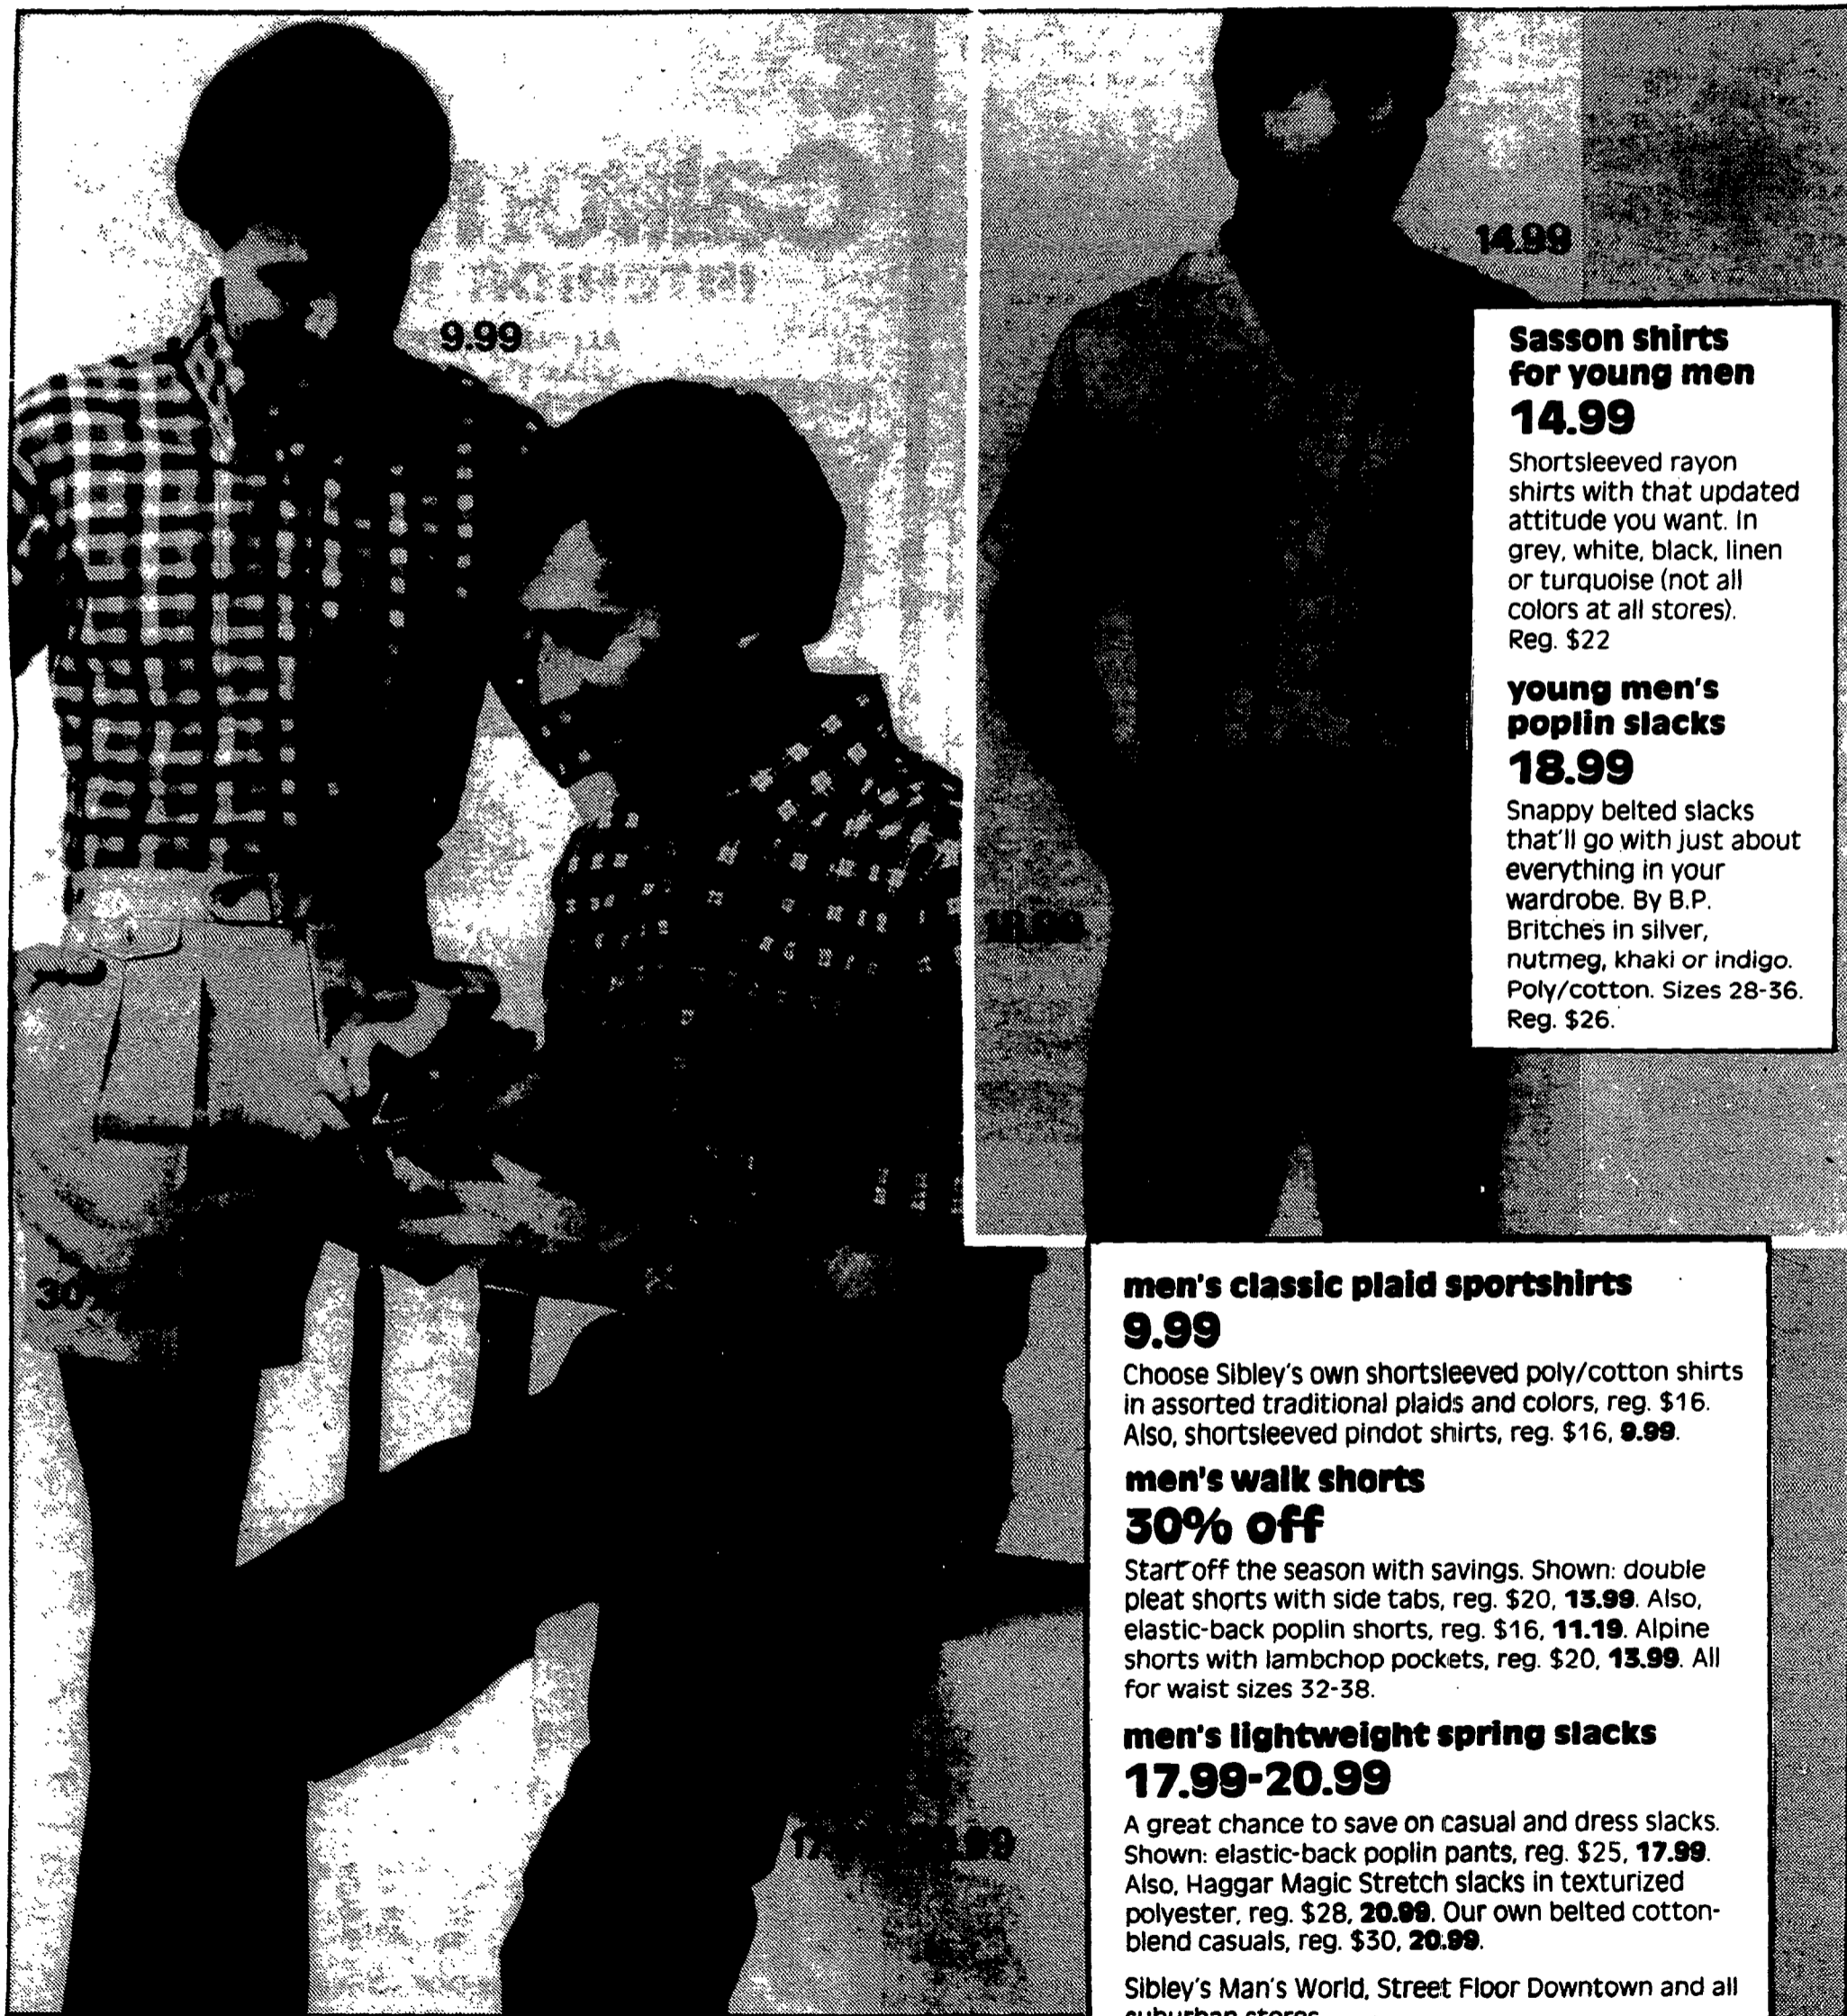 9.99
14.99
Sasson shirts
for young men
14.99
Shortsleeved rayon
shirts with that updated
attitude you want. In
grey, white, black, linen
or turquoise (not all
colors at all stores).
Reg. $22
young men's
poplin slacks
18.99
Snappy belted slacks
that'll go with just about
everything in your
wardrobe. By B.P.
Britches in silver,
nutmeg, khaki or indigo.
Poly/cotton. Sizes 28-36.
Reg. $26.
18.99
30%
men's classic plaid sportshirts
9.99
Choose Sibley's own shortsleeved poly/cotton shirts
in assorted traditional plaids and colors, reg. $16.
Also, shortsleeved pindot shirts, reg. $16, 9.99.
men's walk shorts
30% off
Start off the season with savings. Shown: double
pleat shorts with side tabs, reg. $20, 13.99. Also,
elastic-back poplin shorts, reg. $16, 11.19. Alpine
shorts with lambchop pockets, reg. $20, 13.99. All
for waist sizes 32-38.
men's lightweight spring slacks
17.99-20.99
A great chance to save on casual and dress slacks.
Shown: elastic-back poplin pants, reg. $25, 17.99.
Also, Haggar Magic Stretch slacks in texturized
polyester, reg. $28, 20.99. Our own belted cotton-
blend casuals, reg. $30, 20.99.
Sibley's Man's World, Street Floor Downtown and all
suburban stores